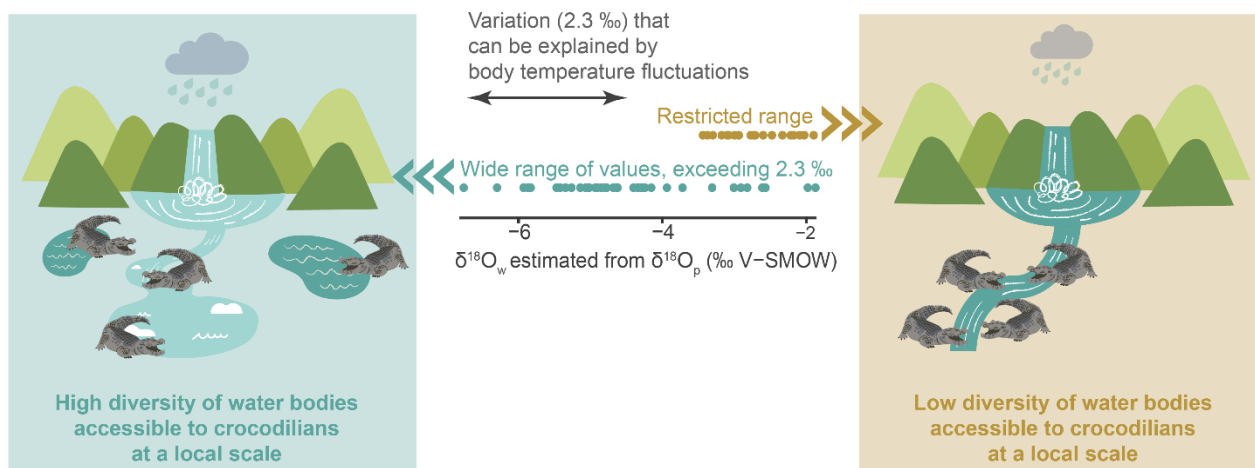 Variation (2.3 ‰) that
can be explained by
body temperature fluctuations
Restricted range
Wide range of values, exceeding 2.3 ‰
−6
−4
−2
δ¹⁸Ow estimated from δ¹⁸Op (‰ V−SMOW)
High diversity of water bodies
accessible to crocodilians
at a local scale
Low diversity of water bodies
accessible to crocodilians
at a local scale